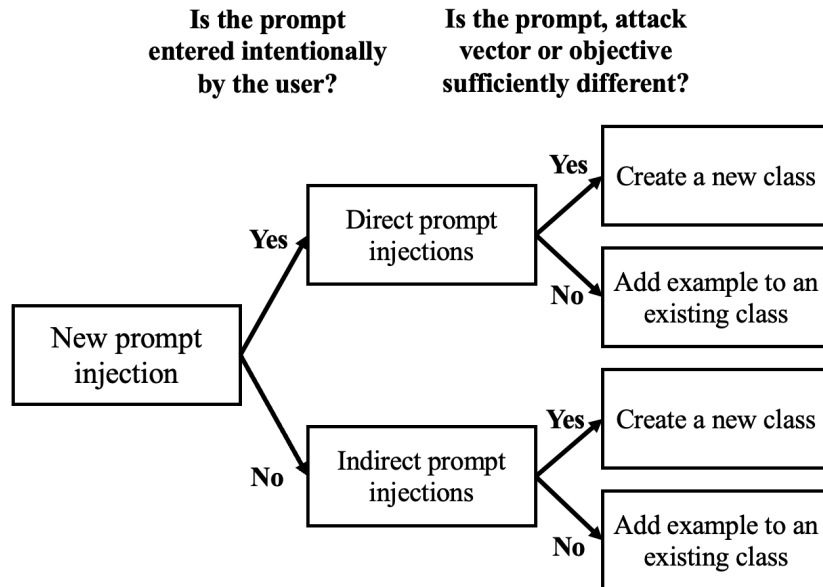 Is the prompt
entered intentionally
by the user?
Is the prompt, attack
vector or objective
sufficiently different?
Yes
Create a new class
Direct prompt
injections
Yes
No
Add example to an
existing class
New prompt
injection
Yes
Create a new class
No
Indirect prompt
injections
No
Add example to an
existing class